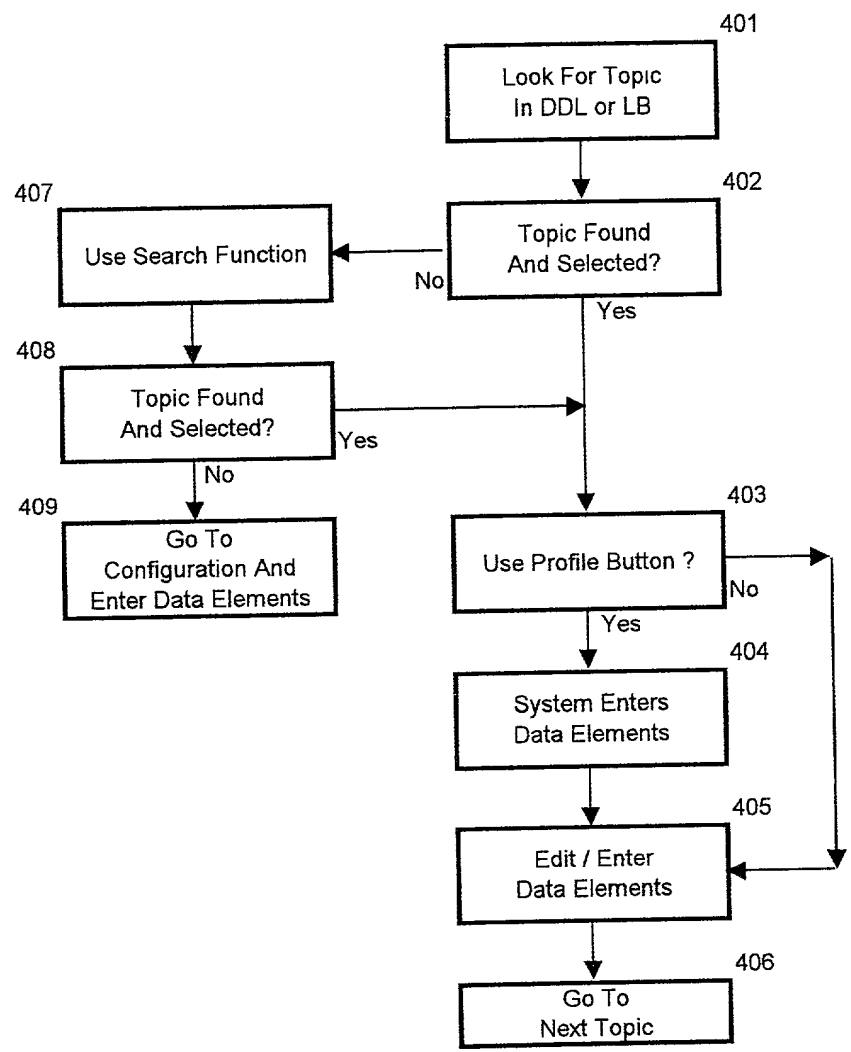 401
Look For Topic
In DDL or LB
402
Topic Found
And Selected?
No
Yes
407
Use Search Function
408
Topic Found
And Selected?
Yes
No
409
Go To
Configuration And
Enter Data Elements
403
Use Profile Button ?
No
Yes
404
System Enters
Data Elements
405
Edit / Enter
Data Elements
406
Go To
Next Topic